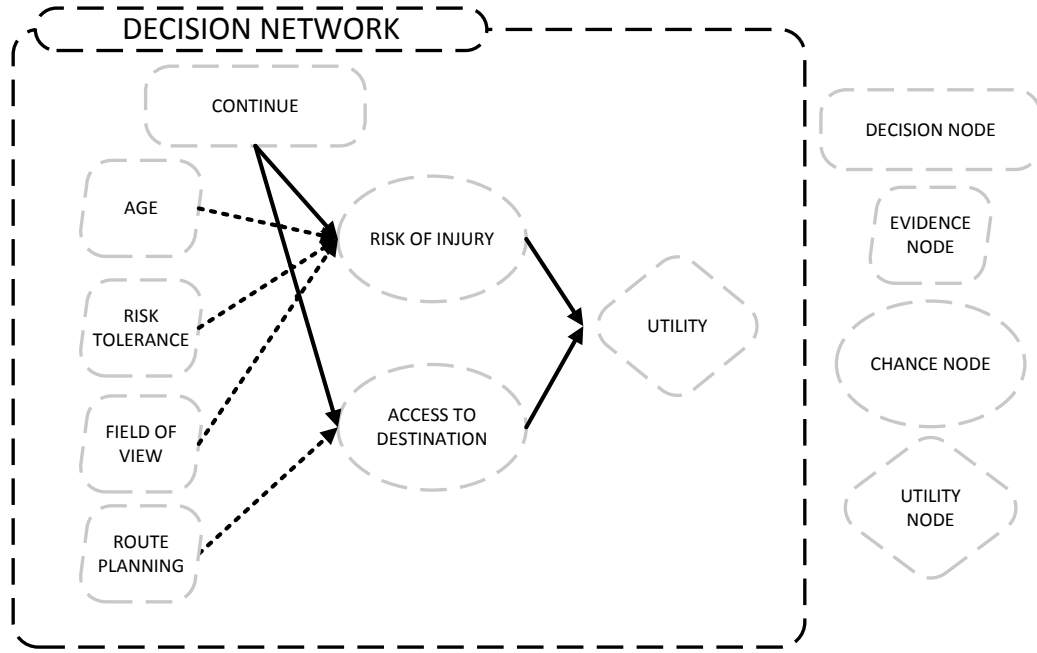 DECISION NETWORK
CONTINUE
AGE
RISK
TOLERANCE
FIELD OF
VIEW
ROUTE
PLANNING
RISK OF INJURY
ACCESS TO
DESTINATION
UTILITY
DECISION NODE
EVIDENCE
NODE
CHANCE NODE
UTILITY
NODE